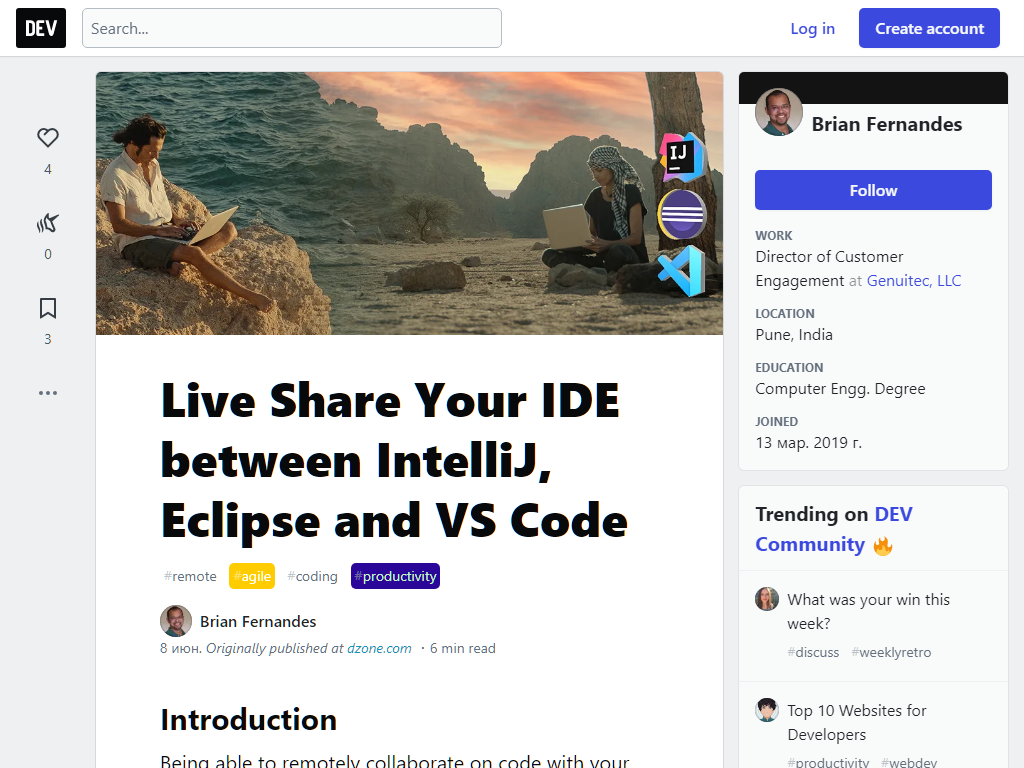 DEV
Search...
Log in
Create account
4
0
3
IJ
Live Share Your IDE
between IntelliJ,
Eclipse and VS Code
#remote #agile #coding #productivity
Brian Fernandes
8 июн. Originally published at dzone.com ・6 min read
Introduction
Being able to remotely collaborate on code with your
Brian Fernandes
Follow
WORK
Director of Customer
Engagement at Genuitec, LLC
LOCATION
Pune, India
EDUCATION
Computer Engg. Degree
JOINED
13 мар. 2019 г.
Trending on DEV
Community 🔥
What was your win this
week?
#discuss #weeklyretro
Top 10 Websites for
Developers
#productivity #webdev